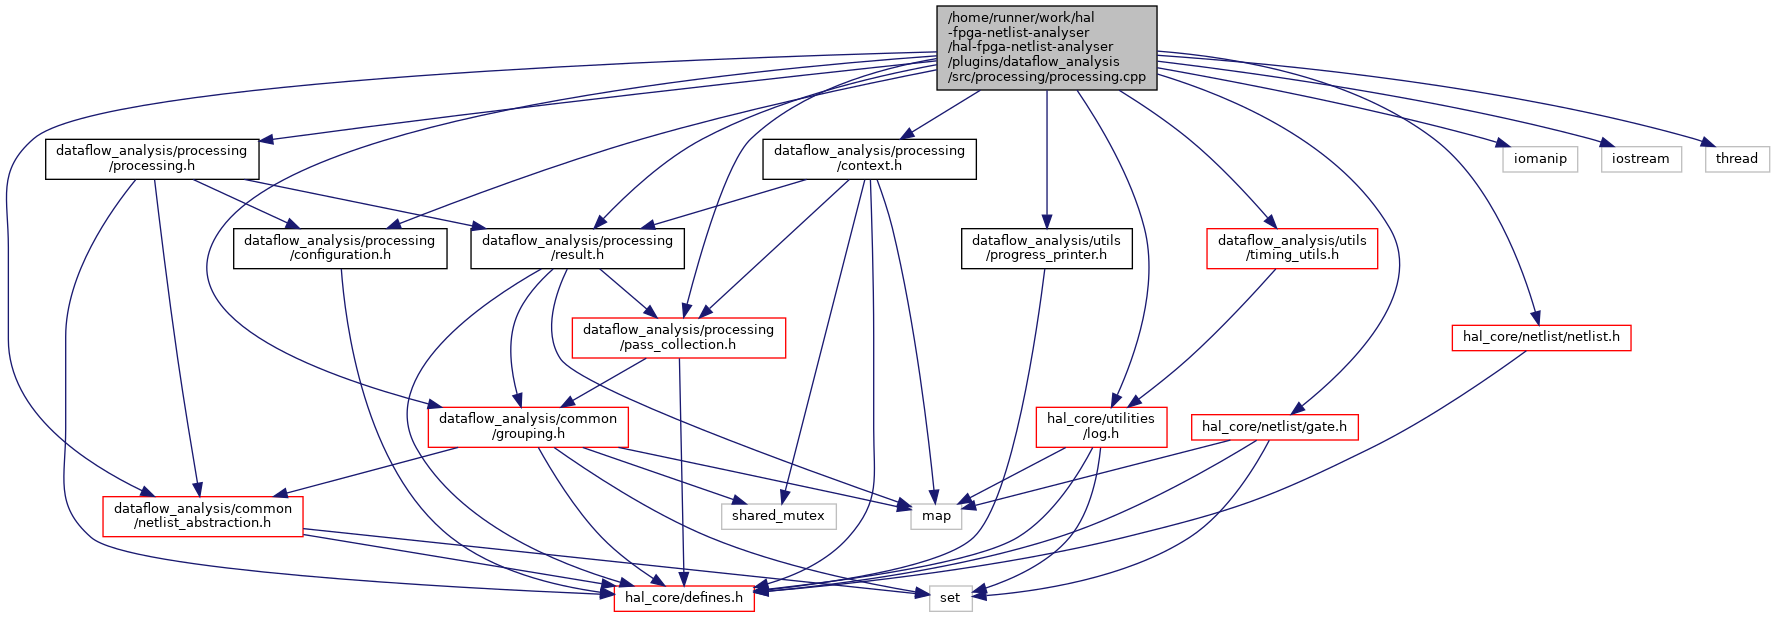 /home/runner/work/hal
-fpga-netlist-analyser
/hal-fpga-netlist-analyser
/plugins/dataflow_analysis
/src/processing/processing.cpp
dataflow_analysis/processing
/processing.h
dataflow_analysis/processing
/context.h
iomanip
iostream
thread
dataflow_analysis/processing
/configuration.h
dataflow_analysis/processing
/result.h
dataflow_analysis/utils
/progress_printer.h
dataflow_analysis/utils
/timing_utils.h
dataflow_analysis/processing
/pass_collection.h
hal_core/netlist/netlist.h
dataflow_analysis/common
/grouping.h
hal_core/utilities
/log.h
hal_core/netlist/gate.h
dataflow_analysis/common
/netlist_abstraction.h
shared_mutex
map
hal_core/defines.h
set